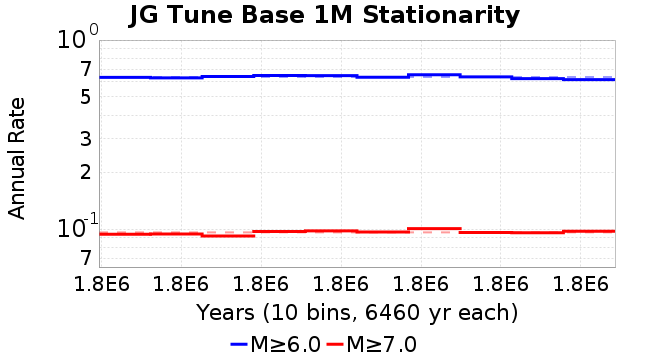 JG Tune Base 1M Stationarity
10^0
7
5
3
2
10^-1
7
Annual Rate
1.8E6 1.8E6 1.8E6 1.8E6 1.8E6 1.8E6 1.8E6
Years (10 bins, 6460 yr each)
M≥6.0 M≥7.0